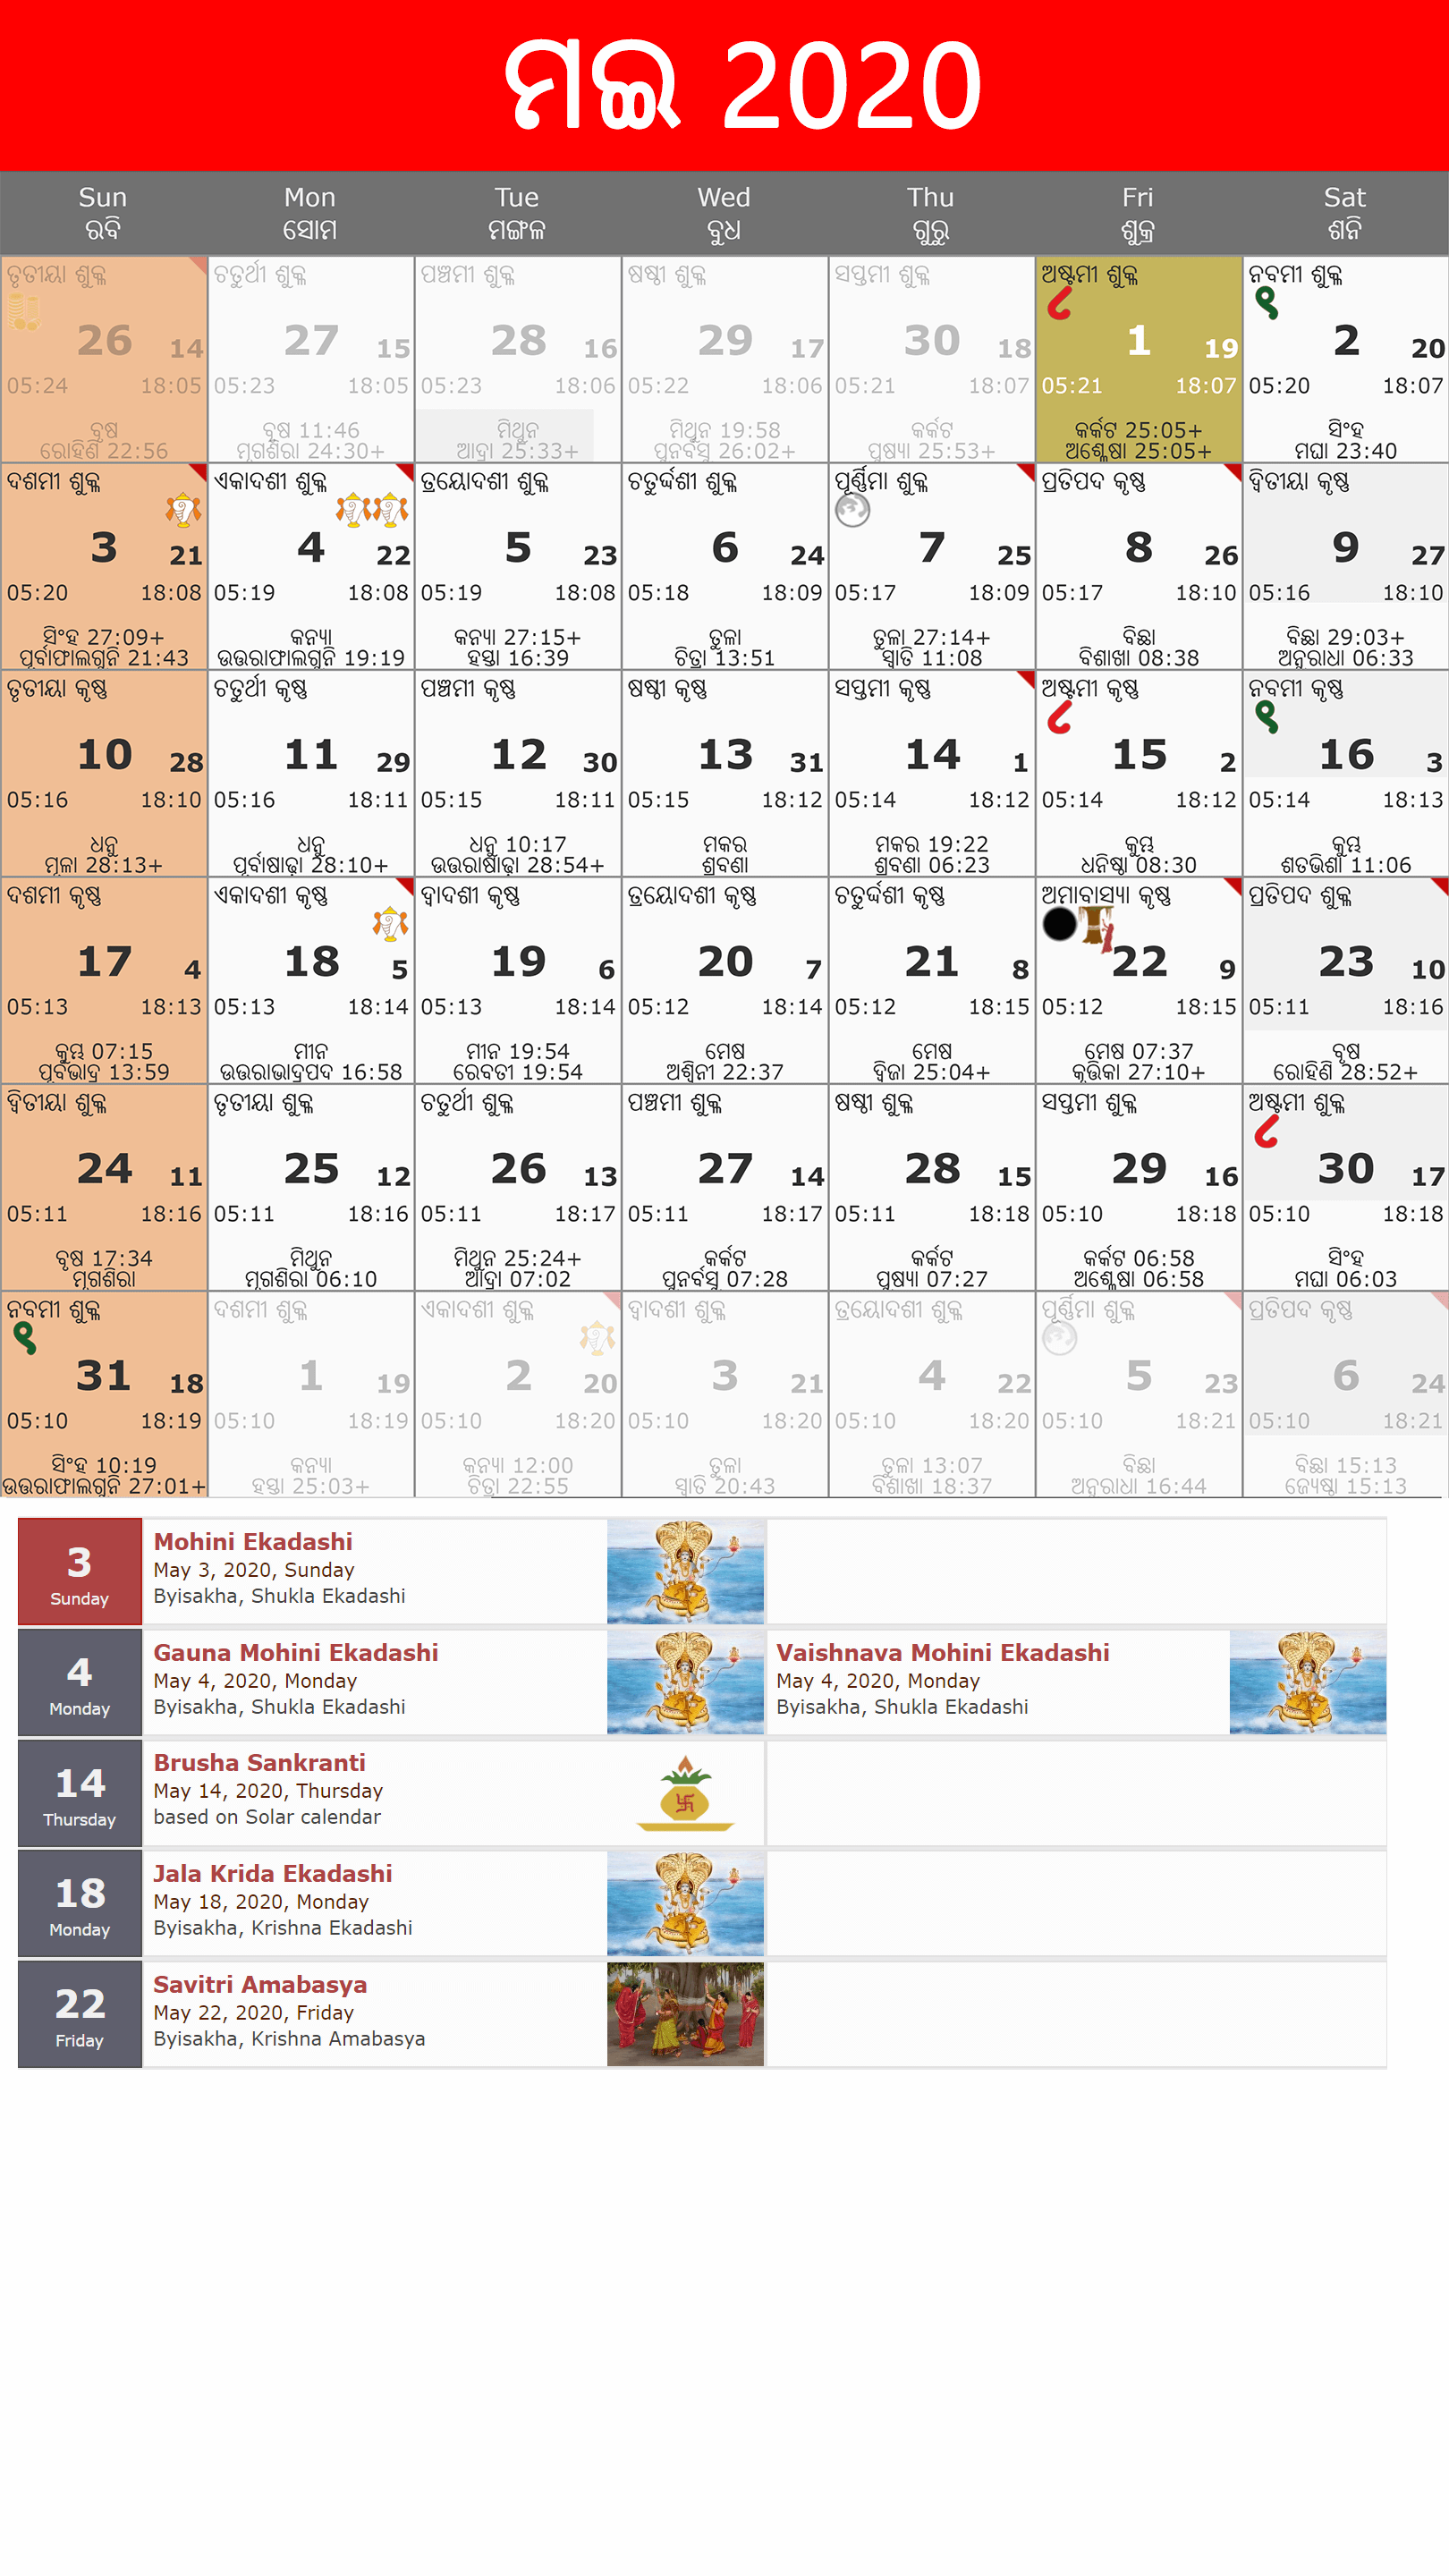 ମଇ 2020
Sun Mon Tue Wed Thu Fri Sat
ରବି ସୋମ ମଙ୍ଗଳ ବୁଧ ଗୁରୁ ଶୁକ୍ର ଶନି
ତୃତୀୟା ଶୁକ୍ଳ ଚତୁର୍ଥୀ ଶୁକ୍ଳ ପଞ୍ଚମୀ ଶୁକ୍ଳ ଷଷ୍ଠୀ ଶୁକ୍ଳ ସପ୍ତମୀ ଶୁକ୍ଳ ଅଷ୍ଟମୀ ଶୁକ୍ଳ ନବମୀ ଶୁକ୍ଳ
୮ ୯
26 14 27 15 28 16 29 17 30 18 1 19 2 20
05:24 18:05 05:23 18:05 05:23 18:06 05:22 18:06 05:21 18:07 05:21 18:07 05:20 18:07
ବୃଷ ବୃଷ 11:46 ମିଥୁନ ମିଥୁନ 19:58 କର୍କଟ କର୍କଟ 25:05+ ସିଂହ
ରୋହିଣି 22:56 ମୃଗଶିରା 24:30+ ଆଦ୍ରା 25:33+ ପୁନର୍ବସୁ 26:02+ ପୁଷ୍ୟା 25:53+ ଅଶ୍ଳେଷା 25:05+ ମଘା 23:40
ଦଶମୀ ଶୁକ୍ଳ ଏକାଦଶୀ ଶୁକ୍ଳ ତ୍ରୟୋଦଶୀ ଶୁକ୍ଳ ଚତୁର୍ଦ୍ଦଶୀ ଶୁକ୍ଳ ପୂର୍ଣ୍ଣିମା ଶୁକ୍ଳ ପ୍ରତିପଦ କୃଷ୍ଣ ଦ୍ୱିତୀୟା କୃଷ୍ଣ
3 21 4 22 5 23 6 24 7 25 8 26 9 27
05:20 18:08 05:19 18:08 05:19 18:08 05:18 18:09 05:17 18:09 05:17 18:10 05:16 18:10
ସିଂହ 27:09+ କନ୍ୟା କନ୍ୟା 27:15+ ତୁଳା ତୁଳା 27:14+ ବିଛା ବିଛା 29:03+
ପୂର୍ବାଫାଲଗୁନି 21:43 ଉତ୍ତରାଫାଲଗୁନି 19:19 ହସ୍ତା 16:39 ଚିତ୍ରା 13:51 ସ୍ୱାତି 11:08 ବିଶାଖା 08:38 ଅନୁରାଧା 06:33
ତୃତୀୟା କୃଷ୍ଣ ଚତୁର୍ଥୀ କୃଷ୍ଣ ପଞ୍ଚମୀ କୃଷ୍ଣ ଷଷ୍ଠୀ କୃଷ୍ଣ ସପ୍ତମୀ କୃଷ୍ଣ ଅଷ୍ଟମୀ କୃଷ୍ଣ ନବମୀ କୃଷ୍ଣ
୮ ୯
10 28 11 29 12 30 13 31 14 1 15 2 16 3
05:16 18:10 05:16 18:11 05:15 18:11 05:15 18:12 05:14 18:12 05:14 18:12 05:14 18:13
ଧନୁ ଧନୁ ଧନୁ 10:17 ମକର ମକର 19:22 କୁମ୍ଭ କୁମ୍ଭ
ମୂଳା 28:13+ ପୂର୍ବାଷାଢ଼ା 28:10+ ଉତ୍ତରାଷାଢ଼ା 28:54+ ଶ୍ରବଣା ଶ୍ରବଣା 06:23 ଧନିଷ୍ଠା 08:30 ଶତଭିଶା 11:06
ଦଶମୀ କୃଷ୍ଣ ଏକାଦଶୀ କୃଷ୍ଣ ଦ୍ୱାଦଶୀ କୃଷ୍ଣ ତ୍ରୟୋଦଶୀ କୃଷ୍ଣ ଚତୁର୍ଦ୍ଦଶୀ କୃଷ୍ଣ ଅମାବାସ୍ୟା କୃଷ୍ଣ ପ୍ରତିପଦ ଶୁକ୍ଳ
17 4 18 5 19 6 20 7 21 8 22 9 23 10
05:13 18:13 05:13 18:14 05:13 18:14 05:12 18:14 05:12 18:15 05:12 18:15 05:11 18:16
କୁମ୍ଭ 07:15 ମୀନ ମୀନ 19:54 ମେଷ ମେଷ ମେଷ 07:37 ବୃଷ
ପୂର୍ବଭାଦ୍ର 13:59 ଉତ୍ତରାଭାଦ୍ରପଦ 16:58 ରେବତୀ 19:54 ଅଶ୍ୱିନୀ 22:37 ଦ୍ୱିଜା 25:04+ କୃତ୍ତିକା 27:10+ ରୋହିଣି 28:52+
ଦ୍ୱିତୀୟା ଶୁକ୍ଳ ତୃତୀୟା ଶୁକ୍ଳ ଚତୁର୍ଥୀ ଶୁକ୍ଳ ପଞ୍ଚମୀ ଶୁକ୍ଳ ଷଷ୍ଠୀ ଶୁକ୍ଳ ସପ୍ତମୀ ଶୁକ୍ଳ ଅଷ୍ଟମୀ ଶୁକ୍ଳ
୮
24 11 25 12 26 13 27 14 28 15 29 16 30 17
05:11 18:16 05:11 18:16 05:11 18:17 05:11 18:17 05:11 18:18 05:10 18:18 05:10 18:18
ବୃଷ 17:34 ମିଥୁନ ମିଥୁନ 25:24+ କର୍କଟ କର୍କଟ କର୍କଟ 06:58 ସିଂହ
ମୃଗଶିରା ମୃଗଶିରା 06:10 ଆଦ୍ରା 07:02 ପୁନର୍ବସୁ 07:28 ପୁଷ୍ୟା 07:27 ଅଶ୍ଳେଷା 06:58 ମଘା 06:03
ନବମୀ ଶୁକ୍ଳ ଦଶମୀ ଶୁକ୍ଳ ଏକାଦଶୀ ଶୁକ୍ଳ ଦ୍ୱାଦଶୀ ଶୁକ୍ଳ ତ୍ରୟୋଦଶୀ ଶୁକ୍ଳ ପୂର୍ଣ୍ଣିମା ଶୁକ୍ଳ ପ୍ରତିପଦ କୃଷ୍ଣ
୯
31 18 1 19 2 20 3 21 4 22 5 23 6 24
05:10 18:19 05:10 18:19 05:10 18:20 05:10 18:20 05:10 18:20 05:10 18:21 05:10 18:21
ସିଂହ 10:19 କନ୍ୟା କନ୍ୟା 12:00 ତୁଳା ତୁଳା 13:07 ବିଛା ବିଛା 15:13
ଉତ୍ତରାଫାଲଗୁନି 27:01+ ହସ୍ତା 25:03+ ଚିତ୍ରା 22:55 ସ୍ୱାତି 20:43 ବିଶାଖା 18:37 ଅନୁରାଧା 16:44 ଜ୍ୟେଷ୍ଠା 15:13
3
Sunday
Mohini Ekadashi
May 3, 2020, Sunday
Byisakha, Shukla Ekadashi
4
Monday
Gauna Mohini Ekadashi
May 4, 2020, Monday
Byisakha, Shukla Ekadashi
Vaishnava Mohini Ekadashi
May 4, 2020, Monday
Byisakha, Shukla Ekadashi
14
Thursday
Brusha Sankranti
May 14, 2020, Thursday
based on Solar calendar
18
Monday
Jala Krida Ekadashi
May 18, 2020, Monday
Byisakha, Krishna Ekadashi
22
Friday
Savitri Amabasya
May 22, 2020, Friday
Byisakha, Krishna Amabasya